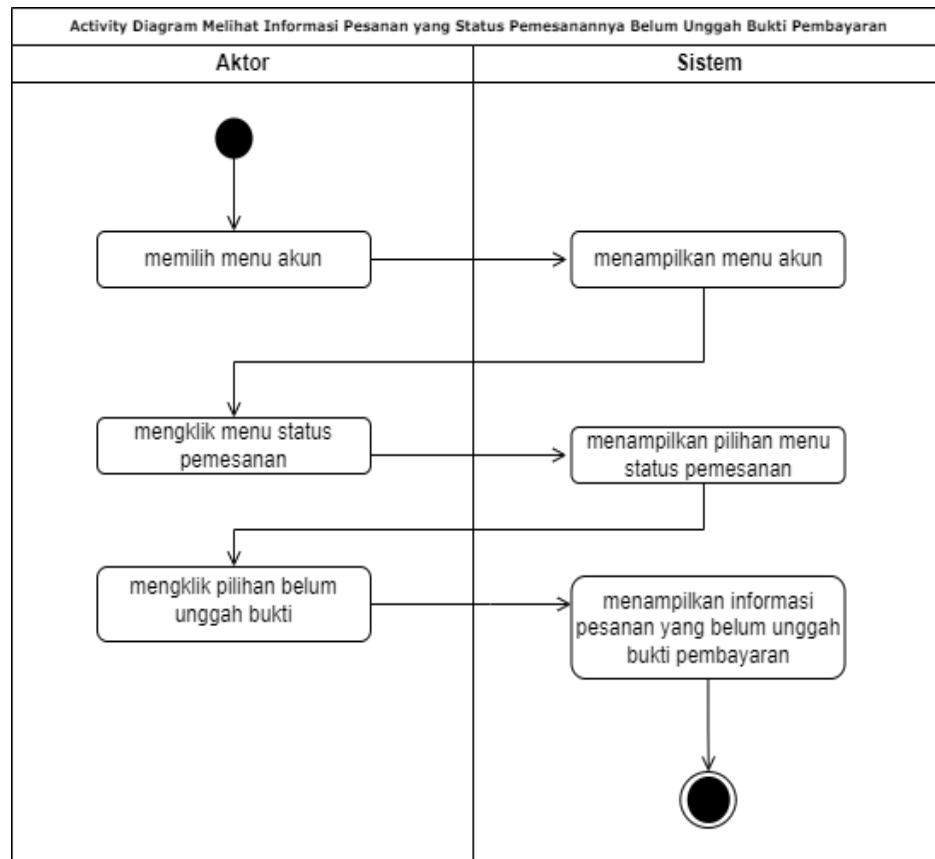 Activity Diagram Melihat Informasi Pesanan yang Status Pemesanannya Belum Unggah Bukti Pembayaran
Aktor
Sistem
memilih menu akun
menampilkan menu akun
mengklik menu status
pemesanan
menampilkan pilihan menu
status pemesanan
mengklik pilihan belum
unggah bukti
menampilkan informasi
pesanan yang belum unggah
bukti pembayaran